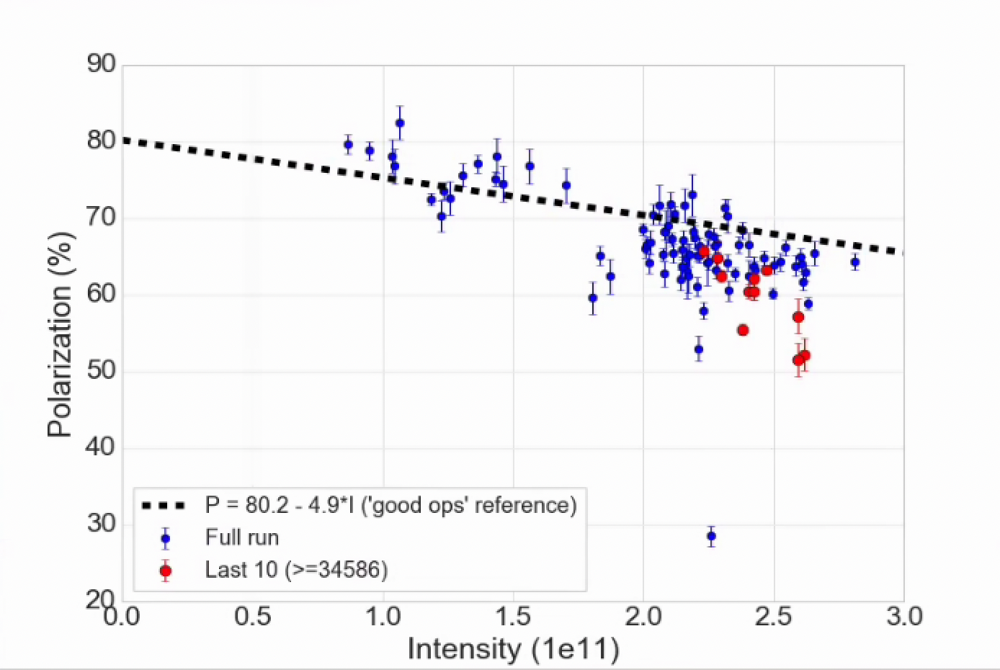 90
80
70
60
50
40
30
20
Polarization (%)
P = 80.2 - 4.9*I ('good ops' reference)
Full run
Last 10 (>=34586)
0.0 0.5 1.0 1.5 2.0 2.5 3.0
Intensity (1e11)